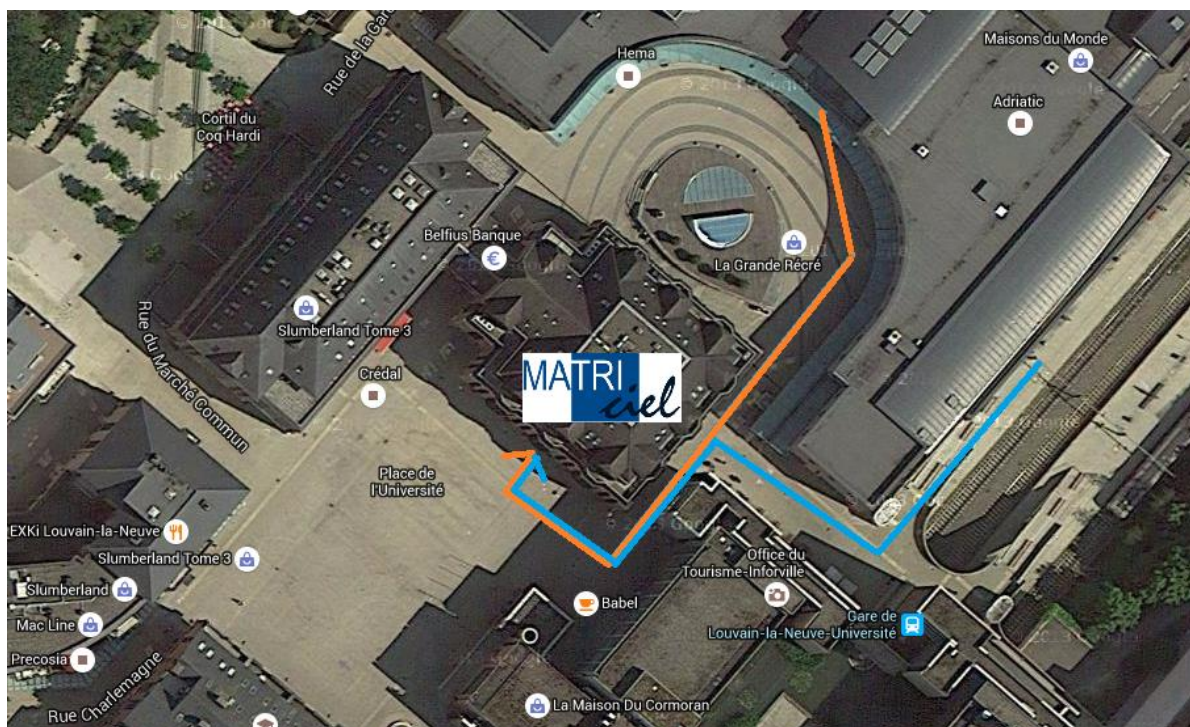 Rue de la Gar
Hema
Maisons du Monde
Adriatic
Cortil du
Coq Hardi
Belfius Banque
€
La Grande Récré
Slumberland Tome 3
Crédal
MATRI
ciel
Rue du Marché Commun
Place de
l'Université
EXKi Louvain-la-Neuve
Slumberland Tome 3
Office du
Tourisme-Inforville
Slumberland
Babel
Gare de
Louvain-la-Neuve-Université
Mac Line
Precosia
Rue Charlemagne
La Maison Du Cormoran